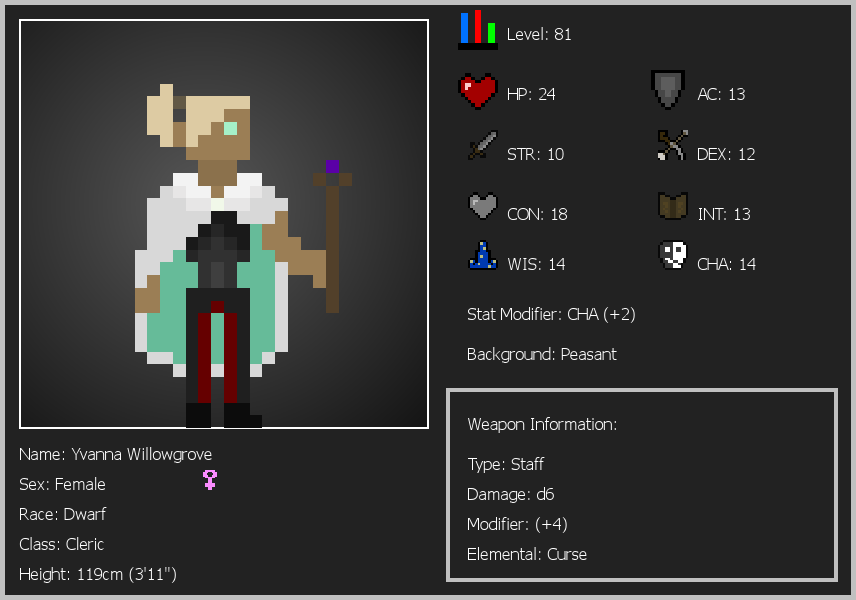 Level: 81
HP: 24
AC: 13
STR: 10
DEX: 12
CON: 18
INT: 13
WIS: 14
CHA: 14
Stat Modifier: CHA (+2)
Background: Peasant
Weapon Information:
Type: Staff
Damage: d6
Modifier: (+4)
Elemental: Curse
Name: Yvanna Willowgrove
Sex: Female
Race: Dwarf
Class: Cleric
Height: 119cm (3'11")